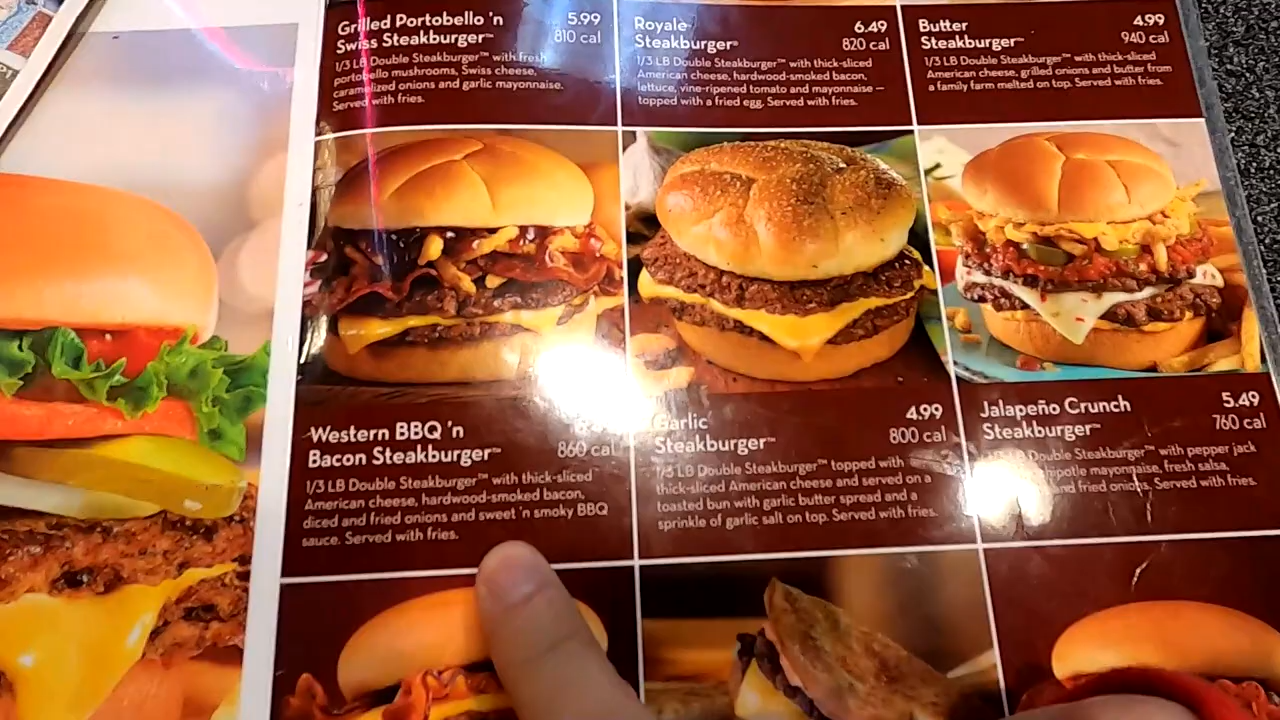 Grilled Portobello 'n
Swiss Steakburger™
5.99
810 cal
1/3 LB Double Steakburger™ with fresh
portobello mushrooms, Swiss cheese,
caramelized onions and garlic mayonnaise.
Served with fries.
Royale
Steakburger®
6.49
820 cal
1/3 LB Double Steakburger™ with thick-sliced
American cheese, hardwood-smoked bacon,
lettuce, vine-ripened tomato and mayonnaise —
topped with a fried egg. Served with fries.
Butter
Steakburger™
4.99
940 cal
1/3 LB Double Steakburger™ with thick-sliced
American cheese, grilled onions and butter from
a family farm melted on top. Served with fries.
Western BBQ 'n
Bacon Steakburger™
860 cal
1/3 LB Double Steakburger™ with thick-sliced
American cheese, hardwood-smoked bacon,
diced and fried onions and sweet 'n smoky BBQ
sauce. Served with fries.
Garlic
Steakburger™
4.99
800 cal
1/3 LB Double Steakburger™ topped with
thick-sliced American cheese and served on a
toasted bun with garlic butter spread and a
sprinkle of garlic salt on top. Served with fries.
Jalapeño Crunch
Steakburger™
5.49
760 cal
Double Steakburger™ with pepper jack
chipotle mayonnaise, fresh salsa,
and fried onions. Served with fries.